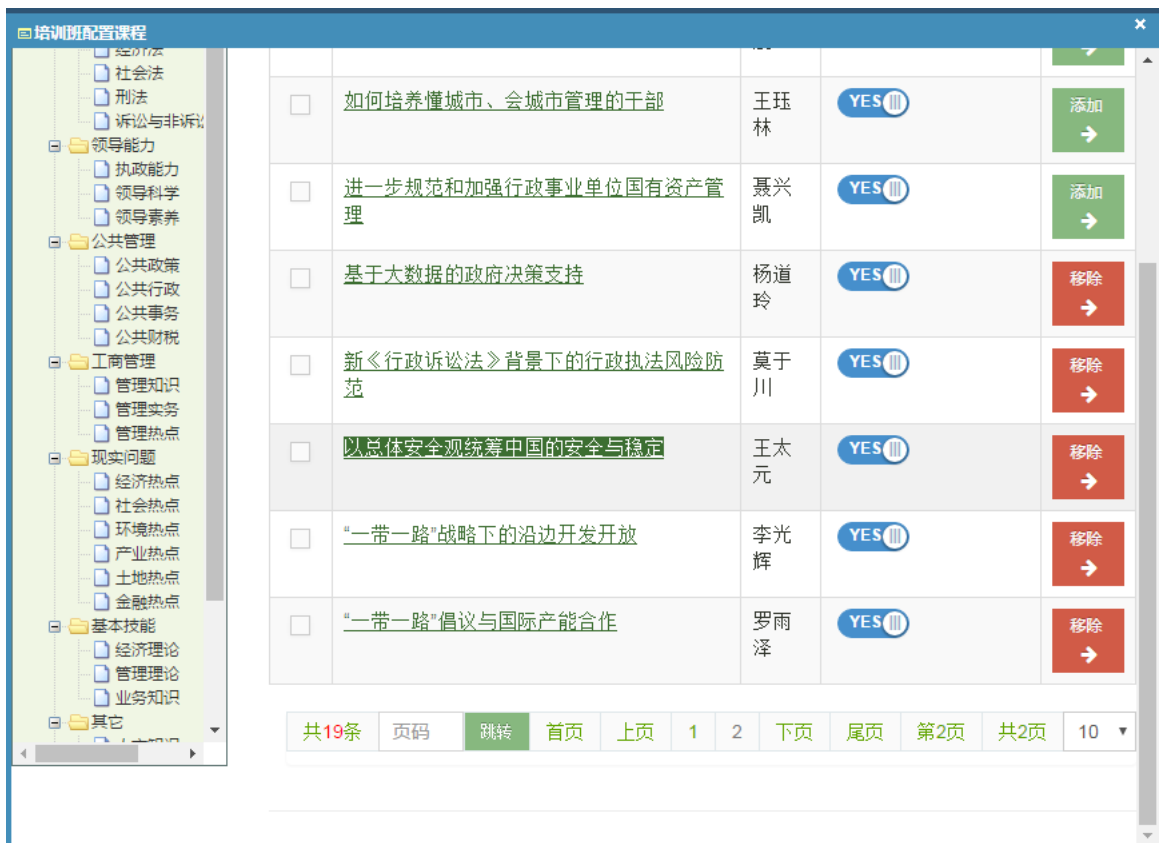 培训班配置课程
×
经济法
社会法
刑法
诉讼与非诉讼
领导能力
执政能力
领导科学
领导素养
公共管理
公共政策
公共行政
公共事务
公共财税
工商管理
管理知识
管理实务
管理热点
现实问题
经济热点
社会热点
环境热点
产业热点
土地热点
金融热点
基本技能
经济理论
管理理论
业务知识
其它
如何培养懂城市、会城市管理的干部
王珏
林
YES
添加
进一步规范和加强行政事业单位国有资产管
理
聂兴
凯
YES
添加
基于大数据的政府决策支持
杨道
玲
YES
移除
新《行政诉讼法》背景下的行政执法风险防
范
莫于
川
YES
移除
以总体安全观统筹中国的安全与稳定
王太
元
YES
移除
“一带一路”战略下的沿边开发开放
李光
辉
YES
移除
“一带一路”倡议与国际产能合作
罗雨
泽
YES
移除
共19条 页码 跳转 首页 上页 1 2 下页 尾页 第2页 共2页 10